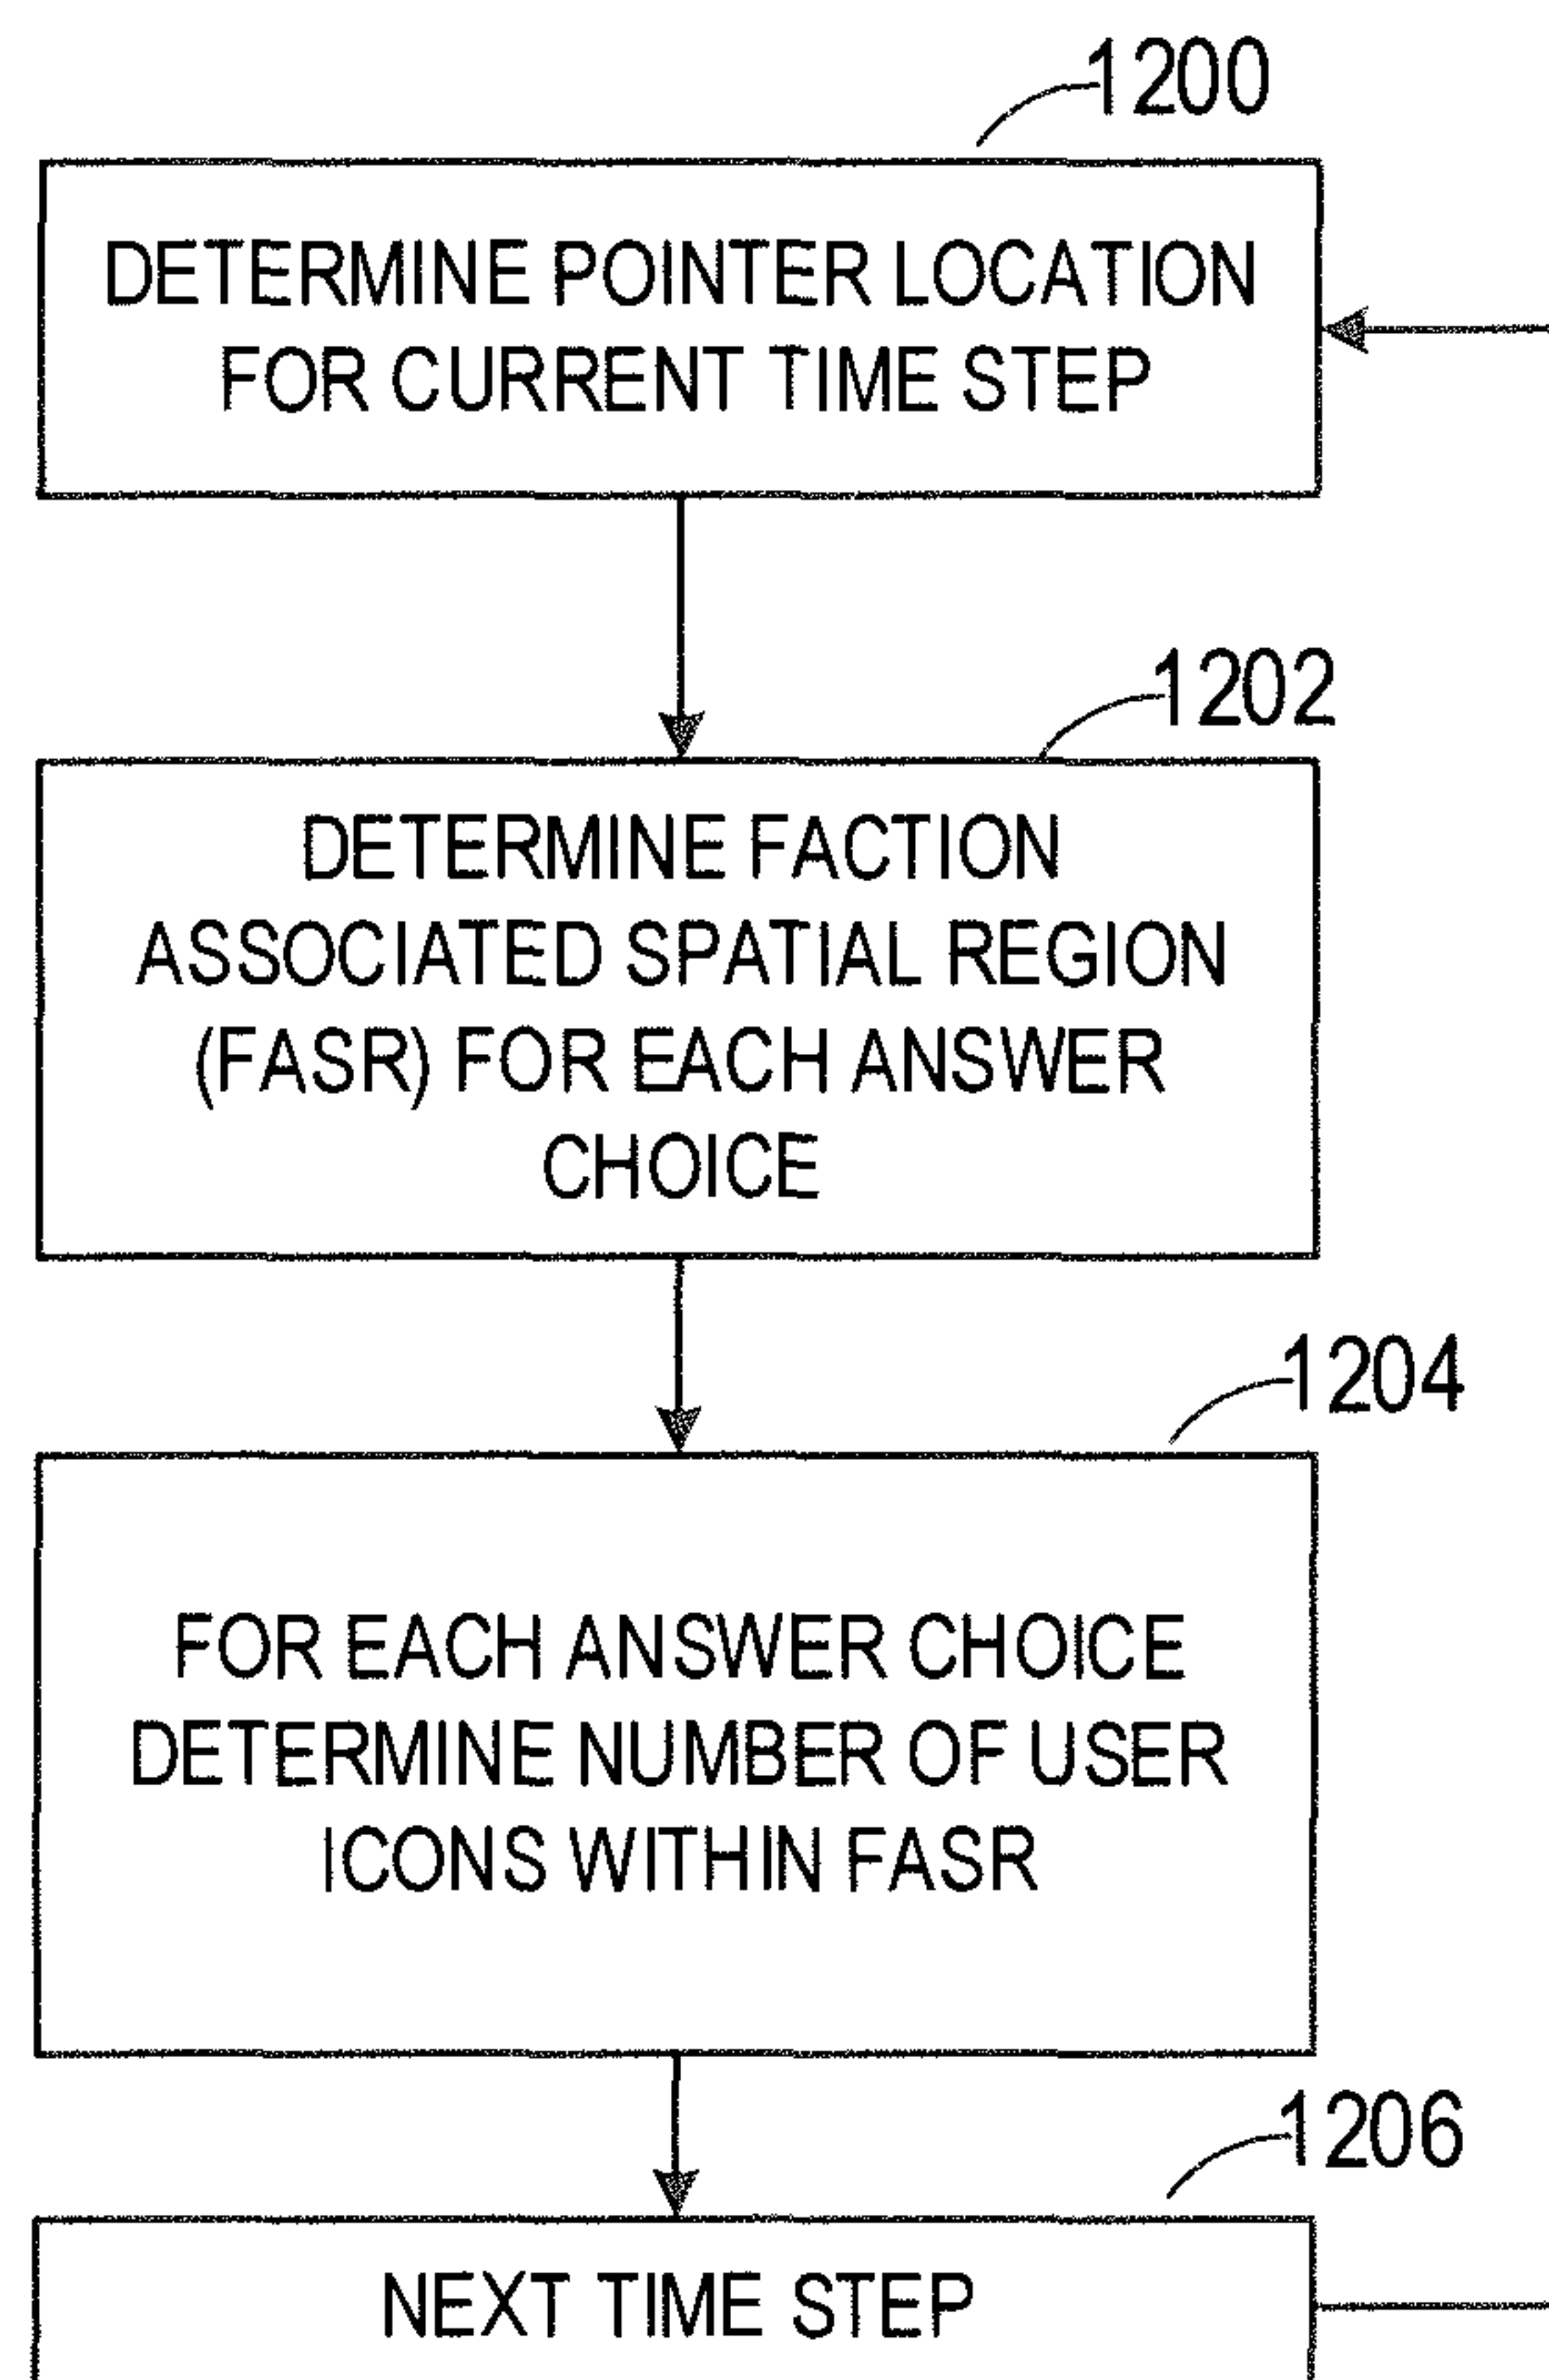 1200
DETERMINE POINTER LOCATION
FOR CURRENT TIME STEP
1202
DETERMINE FACTION
ASSOCIATED SPATIAL REGION
(FASR) FOR EACH ANSWER
CHOICE
1204
FOR EACH ANSWER CHOICE
DETERMINE NUMBER OF USER
ICONS WITHIN FASR
1206
NEXT TIME STEP